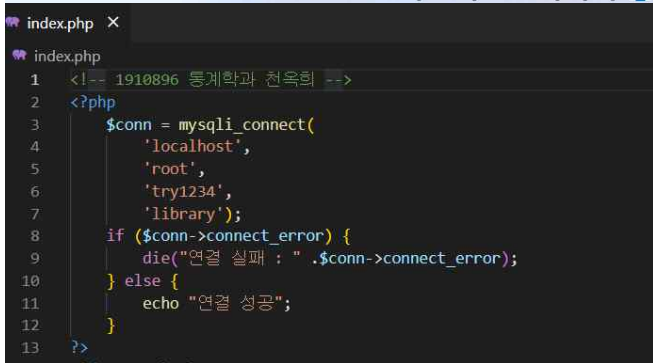 index.php
index.php
1 <!-- 1910896 통계학과 천옥희 -->
2 <?php
3 $conn = mysqli_connect(
4 'localhost',
5 'root',
6 'try1234',
7 'library');
8 if ($conn->connect_error) {
9 die("연결 실패 : " .$conn->connect_error);
10 } else {
11 echo "연결 성공";
12 }
13 ?>